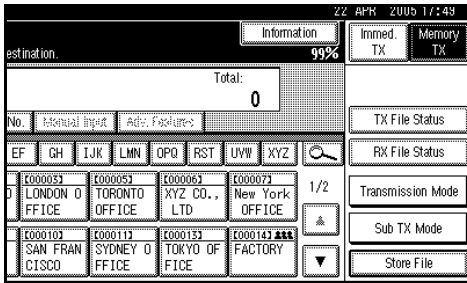 22 APR 2005 17:49
Information
Immed. TX
Memory TX
estination.
99%
Total:
0
No.
Manual Input
Adv. Features
TX File Status
EF
GH
IJK
LMN
OPQ
RST
UVW
XYZ
RX File Status
[00003]
LONDON O
FFICE
[00005]
TORONTO
OFFICE
[00006]
XYZ CO.,
LTD
[00007]
New York
OFFICE
1/2
Transmission Mode
[00010]
SAN FRAN
CISCO
[00011]
SYDNEY O
FFICE
[00013]
TOKYO OF
FICE
[00014]
FACTORY
Sub TX Mode
Store File